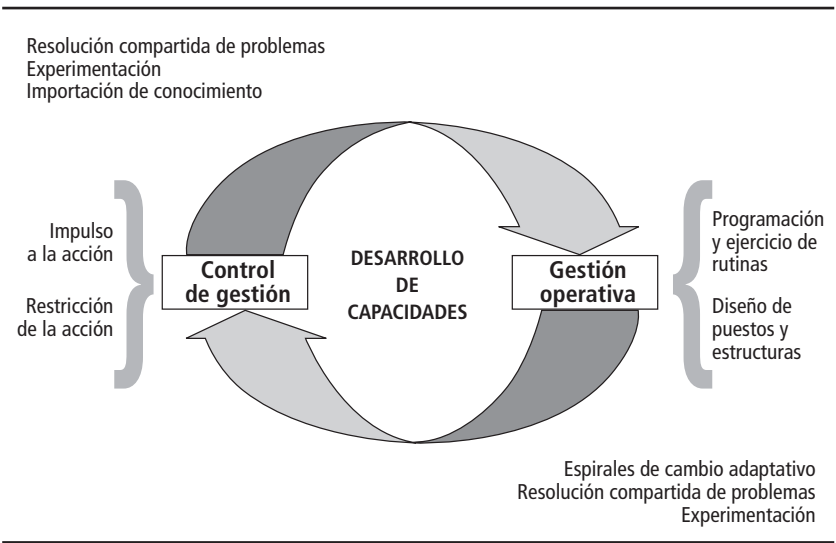 Resolución compartida de problemas
Experimentación
Importación de conocimiento
Impulso
a la acción
Restricción
de la acción
Control
de gestión
DESARROLLO
DE
CAPACIDADES
Gestión
operativa
Programación
y ejercicio de
rutinas
Diseño de
puestos y
estructuras
Espirales de cambio adaptativo
Resolución compartida de problemas
Experimentación